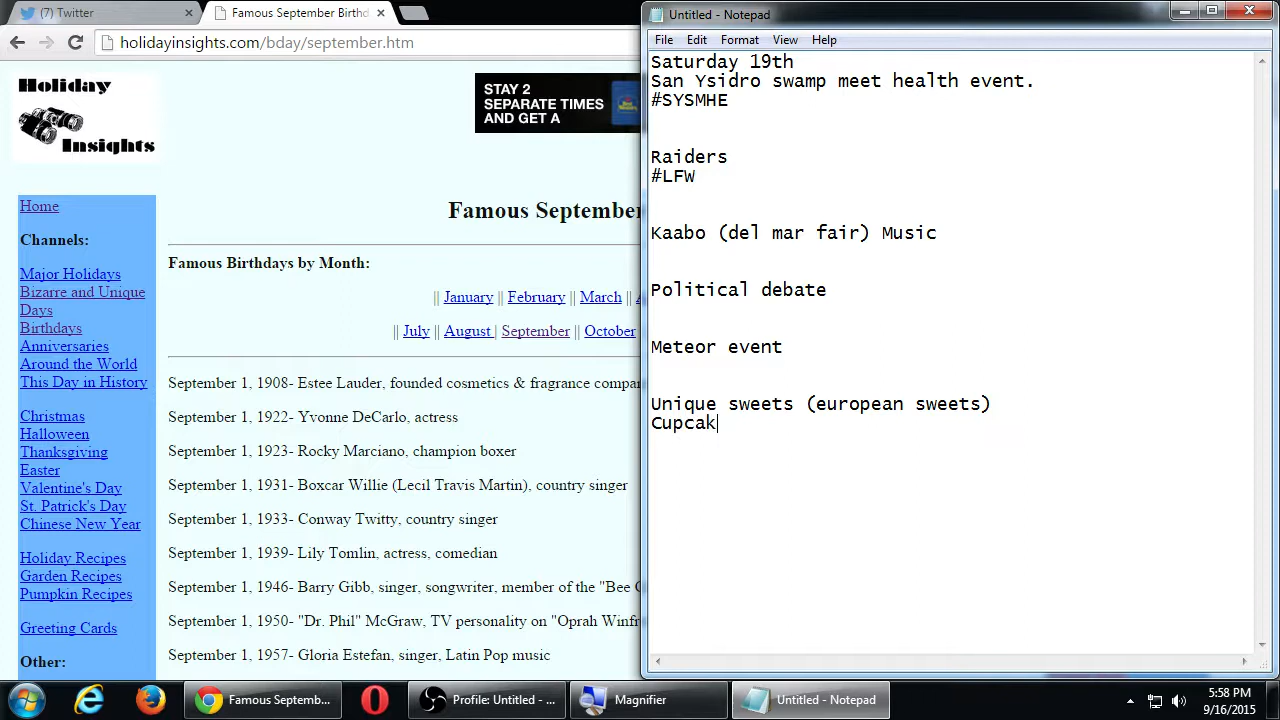 (7) Twitter
Famous September Birthd
Untitled - Notepad
holidayinsights.com/bday/september.htm
File Edit Format View Help
Holiday
Insights
STAY 2
SEPARATE TIMES
AND GET A
Home
Channels:
Major Holidays
Bizarre and Unique
Days
Birthdays
Anniversaries
Around the World
This Day in History
Christmas
Halloween
Thanksgiving
Easter
Valentine's Day
St. Patrick's Day
Chinese New Year
Holiday Recipes
Garden Recipes
Pumpkin Recipes
Greeting Cards
Other:
Famous September
Famous Birthdays by Month:
|| January || February || March ||
|| July || August | September || October
September 1, 1908- Estee Lauder, founded cosmetics & fragrance compa
September 1, 1922- Yvonne DeCarlo, actress
September 1, 1923- Rocky Marciano, champion boxer
September 1, 1931- Boxcar Willie (Lecil Travis Martin), country singer
September 1, 1933- Conway Twitty, country singer
September 1, 1939- Lily Tomlin, actress, comedian
September 1, 1946- Barry Gibb, singer, songwriter, member of the "Bee G
September 1, 1950- "Dr. Phil" McGraw, TV personality on "Oprah Winfr
September 1, 1957- Gloria Estefan, singer, Latin Pop music
Saturday 19th
San Ysidro swamp meet health event.
#SYSMHE
Raiders
#LFW
Kaabo (del mar fair) Music
Political debate
Meteor event
Unique sweets (european sweets)
Cupcak
Famous Septemb...
Profile: Untitled - ...
Magnifier
Untitled - Notepad
5:58 PM
9/16/2015